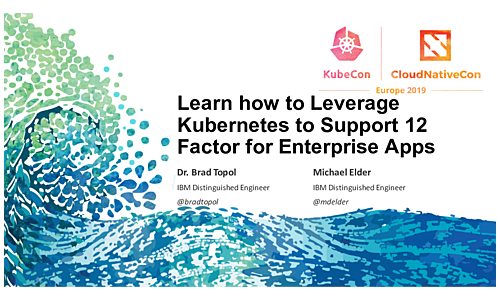 KubeCon
CloudNativeCon
Europe 2019
Learn how to Leverage
Kubernetes to Support 12
Factor for Enterprise Apps
Dr. Brad Topol
Michael Elder
IBM Distinguished Engineer
IBM Distinguished Engineer
@bradtopol
@mdelder